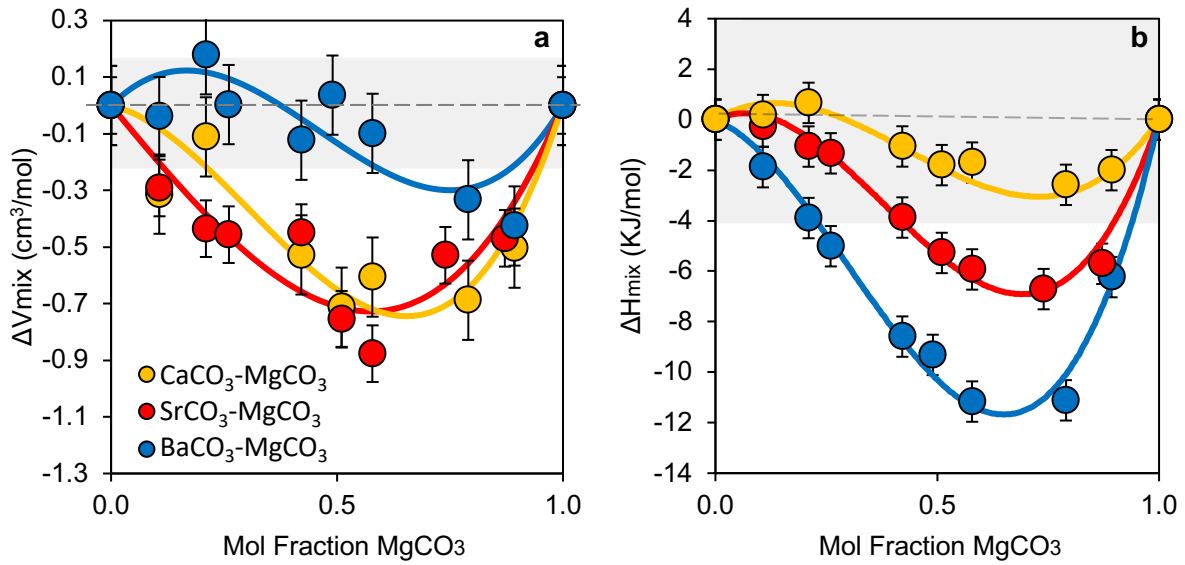 a
0.3
0.1
-0.1
-0.3
-0.5
-0.7
-0.9
-1.1
-1.3
ΔVmix (cm³/mol)
CaCO₃-MgCO₃
SrCO₃-MgCO₃
BaCO₃-MgCO₃
0.0 0.5 1.0
Mol Fraction MgCO₃
b
4
2
0
-2
-4
-6
-8
-10
-12
-14
ΔHmix (KJ/mol)
0.0 0.5 1.0
Mol Fraction MgCO₃